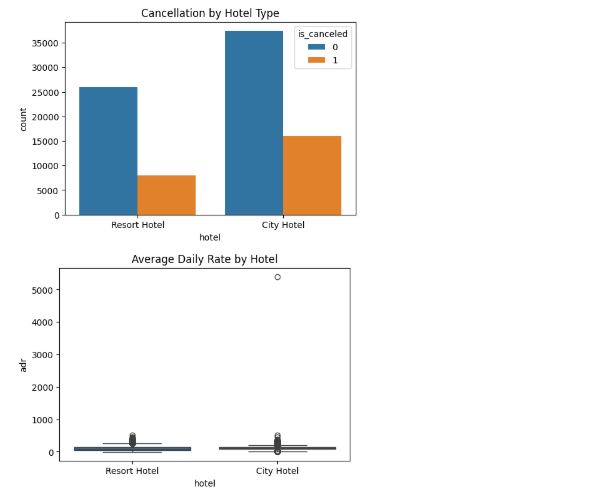 Cancellation by Hotel Type
is_canceled
0
1
35000
30000
25000
20000
15000
10000
5000
0
count
Resort Hotel
City Hotel
hotel
Average Daily Rate by Hotel
5000
4000
3000
2000
1000
0
adr
Resort Hotel
City Hotel
hotel